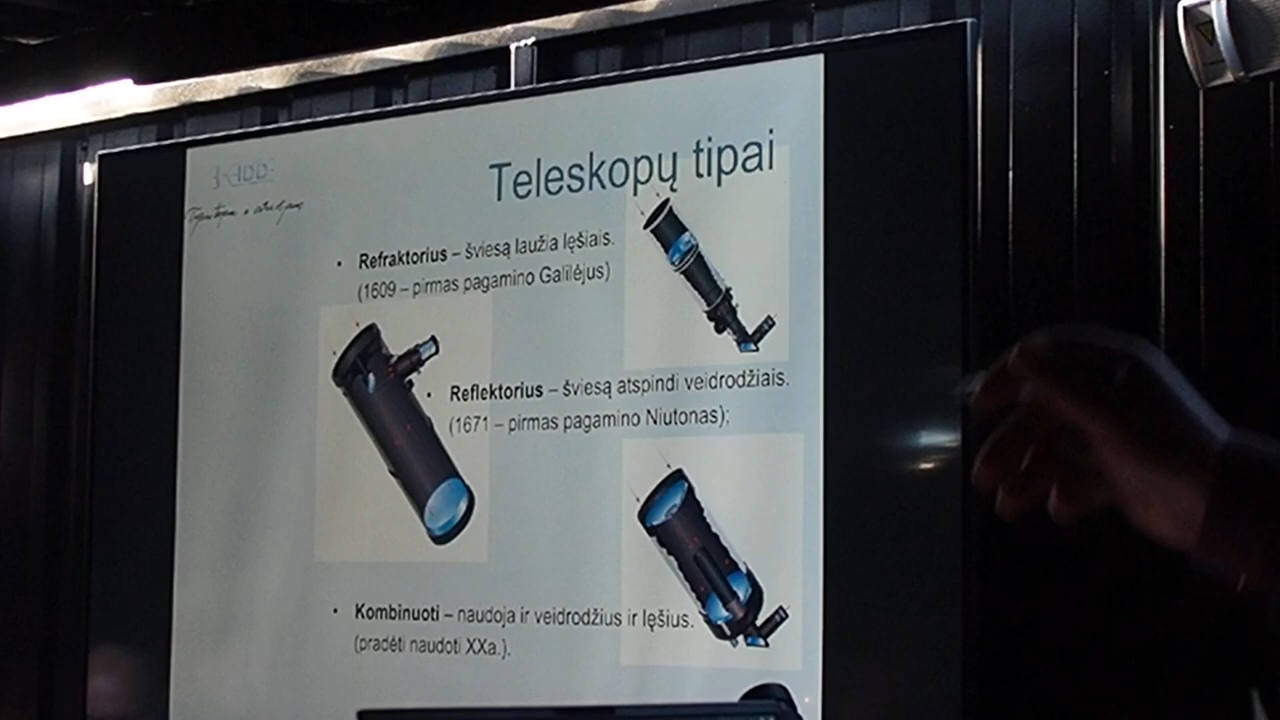 Teleskopų tipai
• Refraktorius – šviesą laužia lęšiais.
(1609 – pirmas pagamino Galilėjus)
• Reflektorius – šviesą atspindi veidrodžiais.
(1671 – pirmas pagamino Niutonas);
• Kombinuoti – naudoja ir veidrodžius ir lęšius.
(pradėti naudoti XXa.).